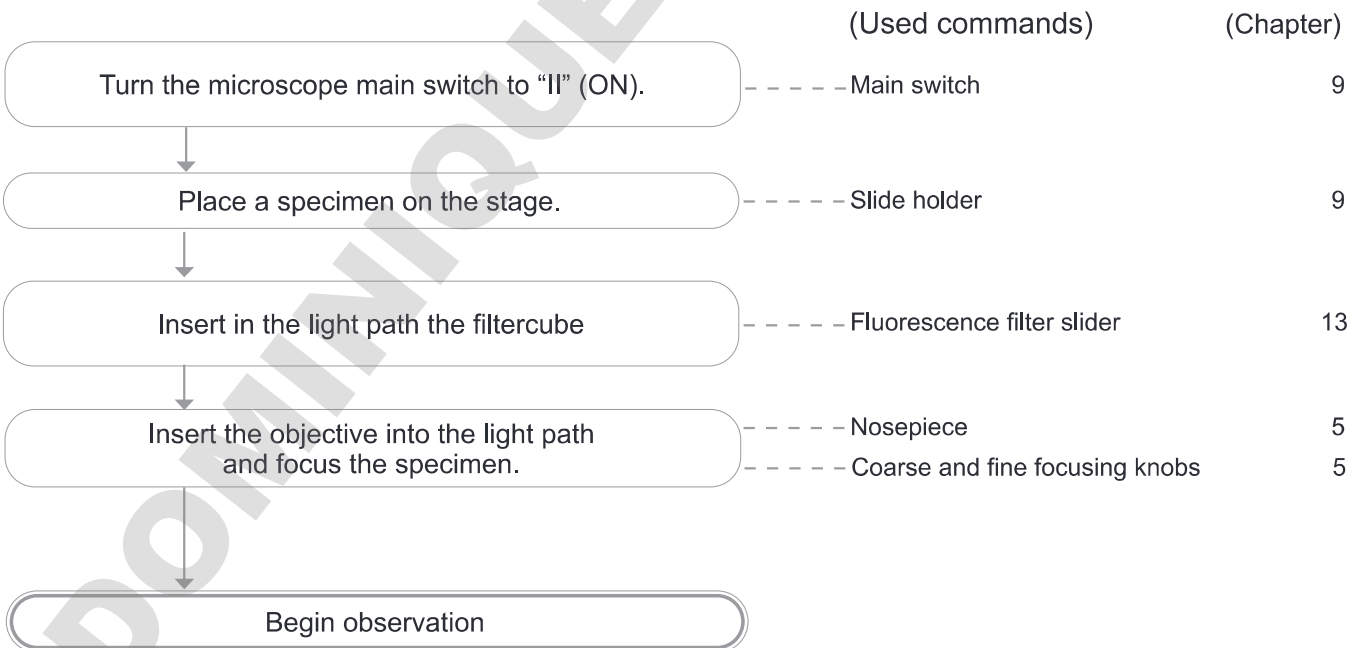 (Used commands) (Chapter)
Turn the microscope main switch to “II” (ON). Main switch 9
Place a specimen on the stage. Slide holder 9
Insert in the light path the filtercube Fluorescence filter slider 13
Insert the objective into the light path
and focus the specimen.
Nosepiece 5
Coarse and fine focusing knobs 5
Begin observation
DOMINIQUE